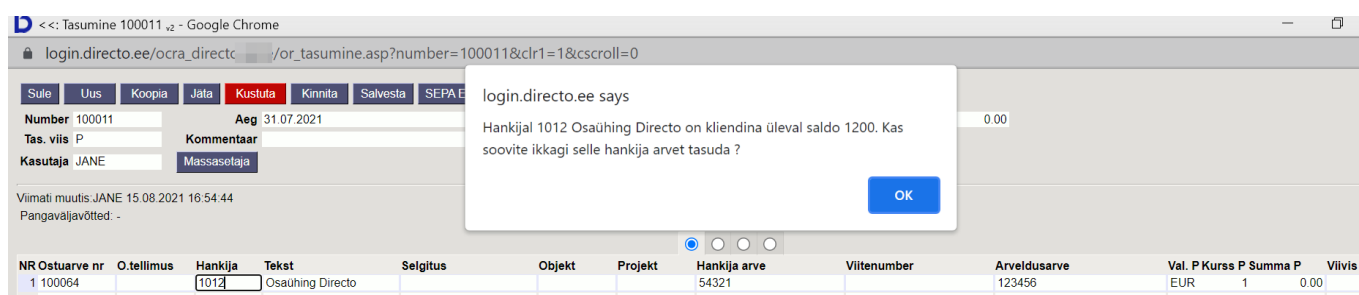 <<: Tasumine 100011 v2 - Google Chrome
login.directo.ee/ocra_directo /or_tasumine.asp?number=100011&clr1=1&cscroll=0
Sule Uus Koopia Jäta Kustuta Kinnita Salvesta SEPA E
login.directo.ee says
Hankijal 1012 Osaühing Directo on kliendina üleval saldo 1200. Kas
soovite ikkagi selle hankija arvet tasuda ?
OK
Number 100011 Aeg 31.07.2021 0.00
Tas. viis P Kommentaar
Kasutaja JANE Massasetaja
Viimati muutis:JANE 15.08.2021 16:54:44
Pangaväljavõtted: -
NR Ostuarve nr O.tellimus Hankija Tekst Selgitus Objekt Projekt Hankija arve Viitenumber Arveldusarve Val. P Kurss P Summa P Viivis
1 100064 1012 Osaühing Directo 54321 123456 EUR 1 0.00